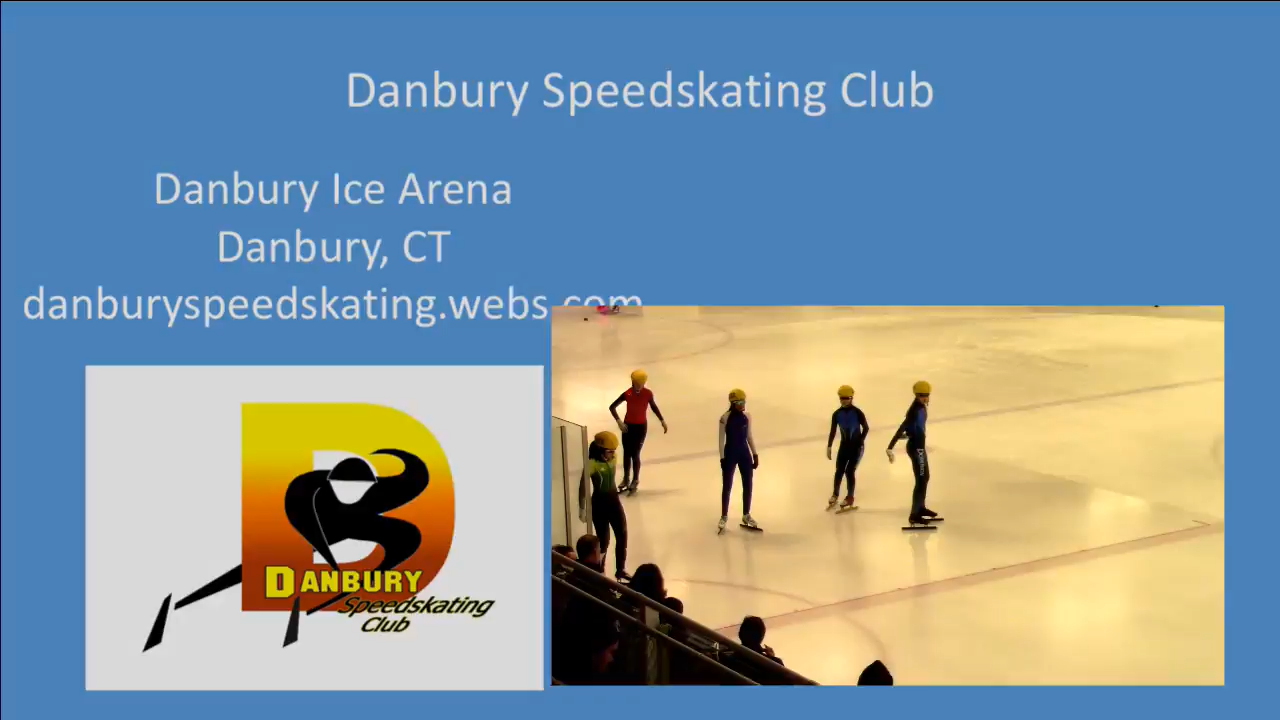 Danbury Speedskating Club
Danbury Ice Arena
Danbury, CT
danburyspeedskating.webs.com
DANBURY
Speedskating
Club